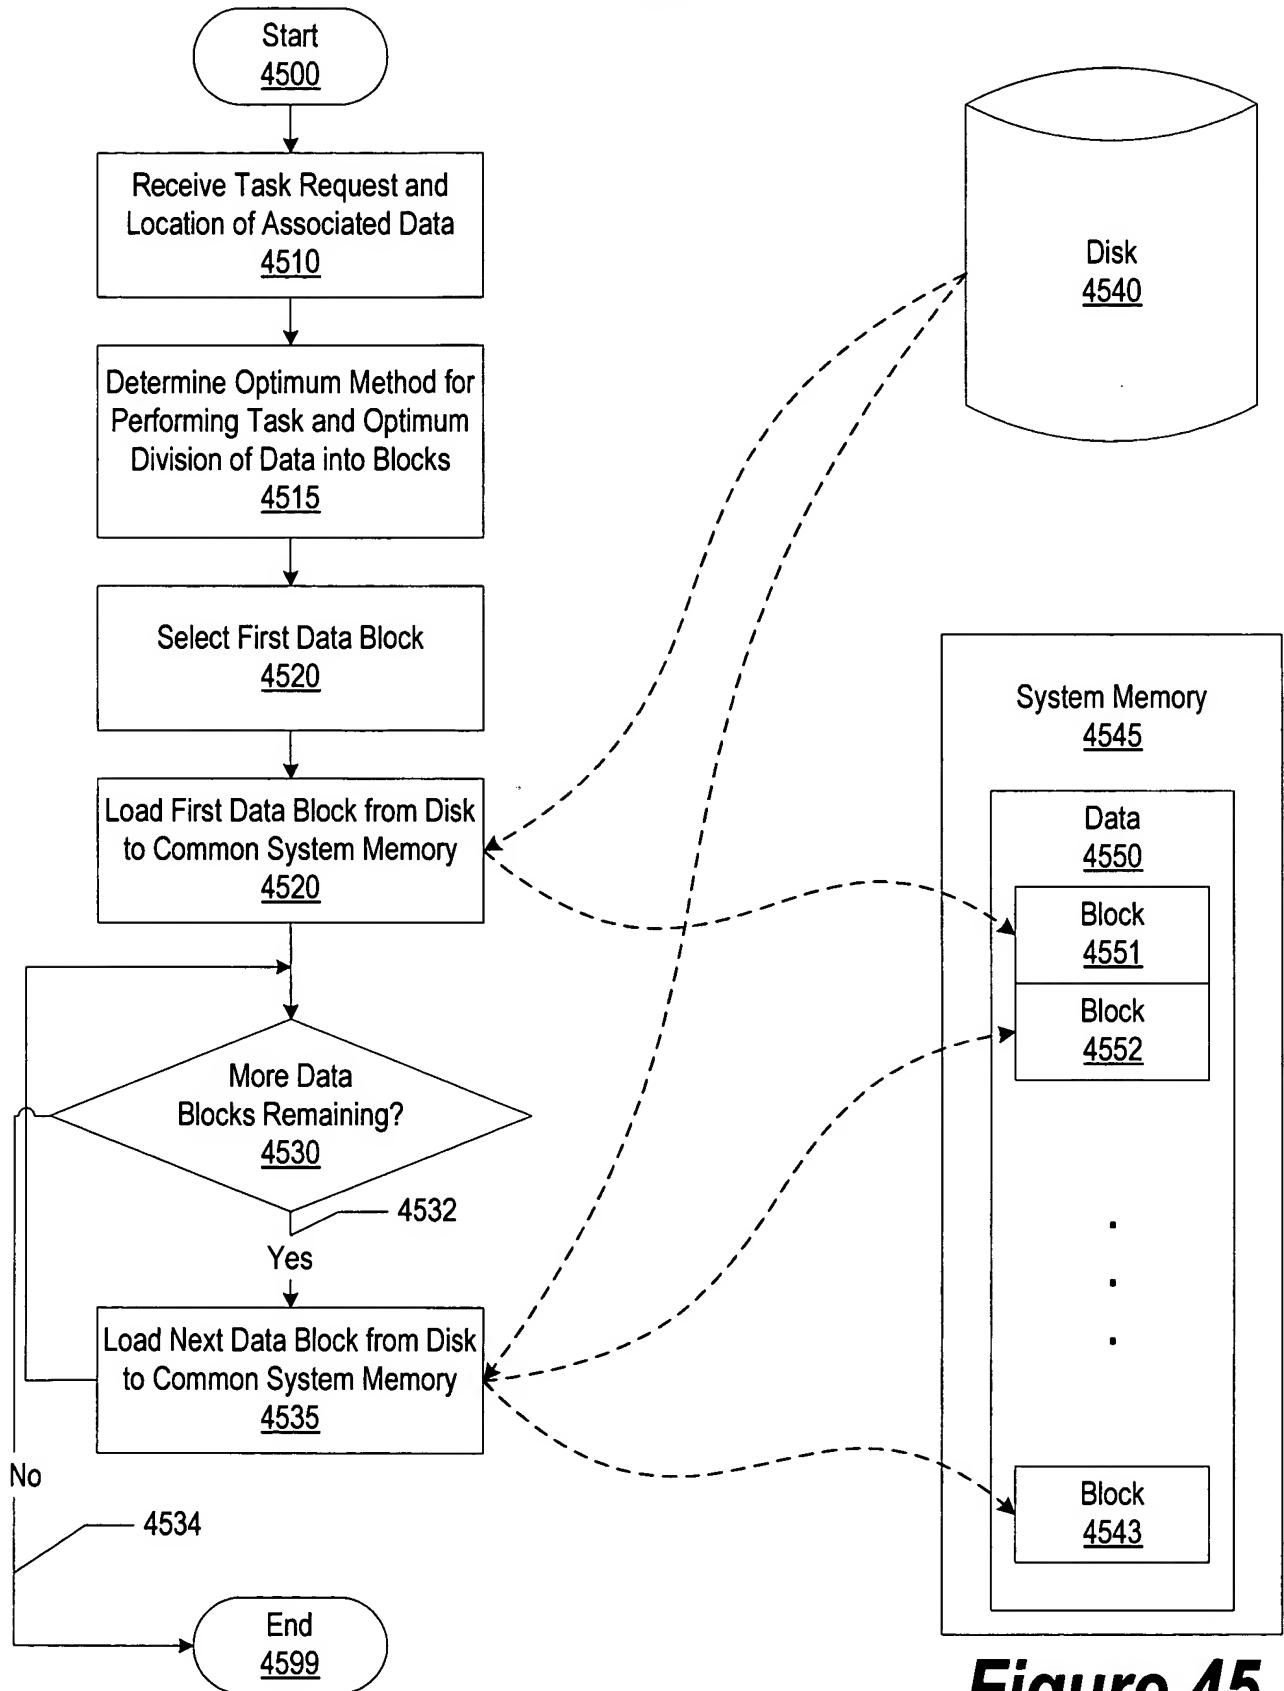 Start
4500
Receive Task Request and
Location of Associated Data
4510
Determine Optimum Method for
Performing Task and Optimum
Division of Data into Blocks
4515
Select First Data Block
4520
Load First Data Block from Disk
to Common System Memory
4520
More Data
Blocks Remaining?
4530
4532
Yes
Load Next Data Block from Disk
to Common System Memory
4535
No
4534
End
4599
Disk
4540
System Memory
4545
Data
4550
Block
4551
Block
4552
Block
4543
Figure 45